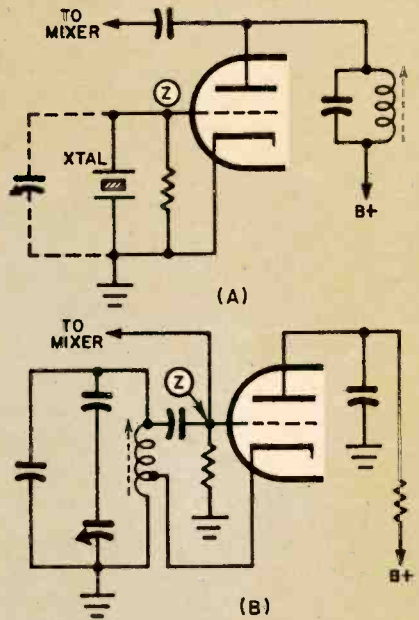 TO
MIXER
Z
XTAL
B+
(A)
TO
MIXER
Z
B+
(B)